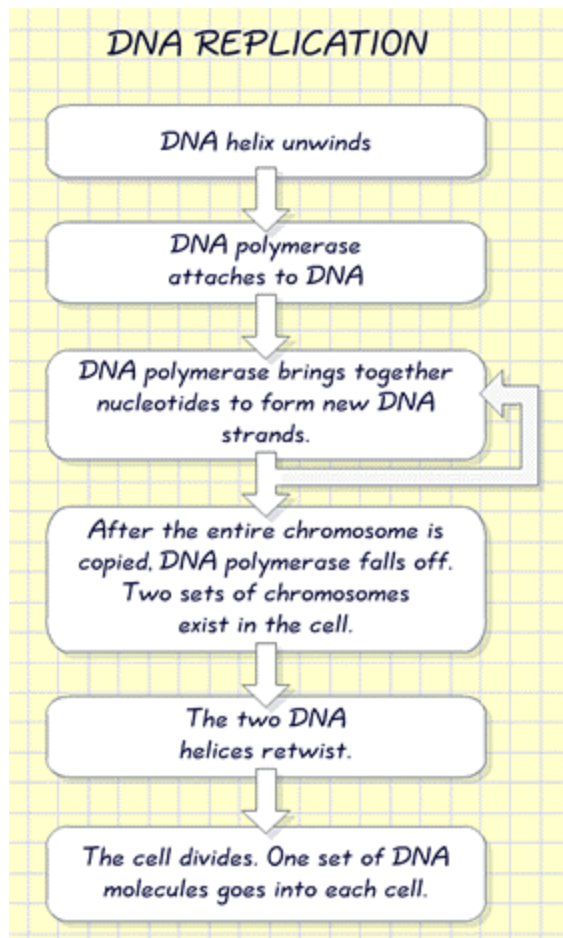 DNA REPLICATION
DNA helix unwinds
DNA polymerase
attaches to DNA
DNA polymerase brings together
nucleotides to form new DNA
strands.
After the entire chromosome is
copied, DNA polymerase falls off.
Two sets of chromosomes
exist in the cell.
The two DNA
helices retwist.
The cell divides. One set of DNA
molecules goes into each cell.